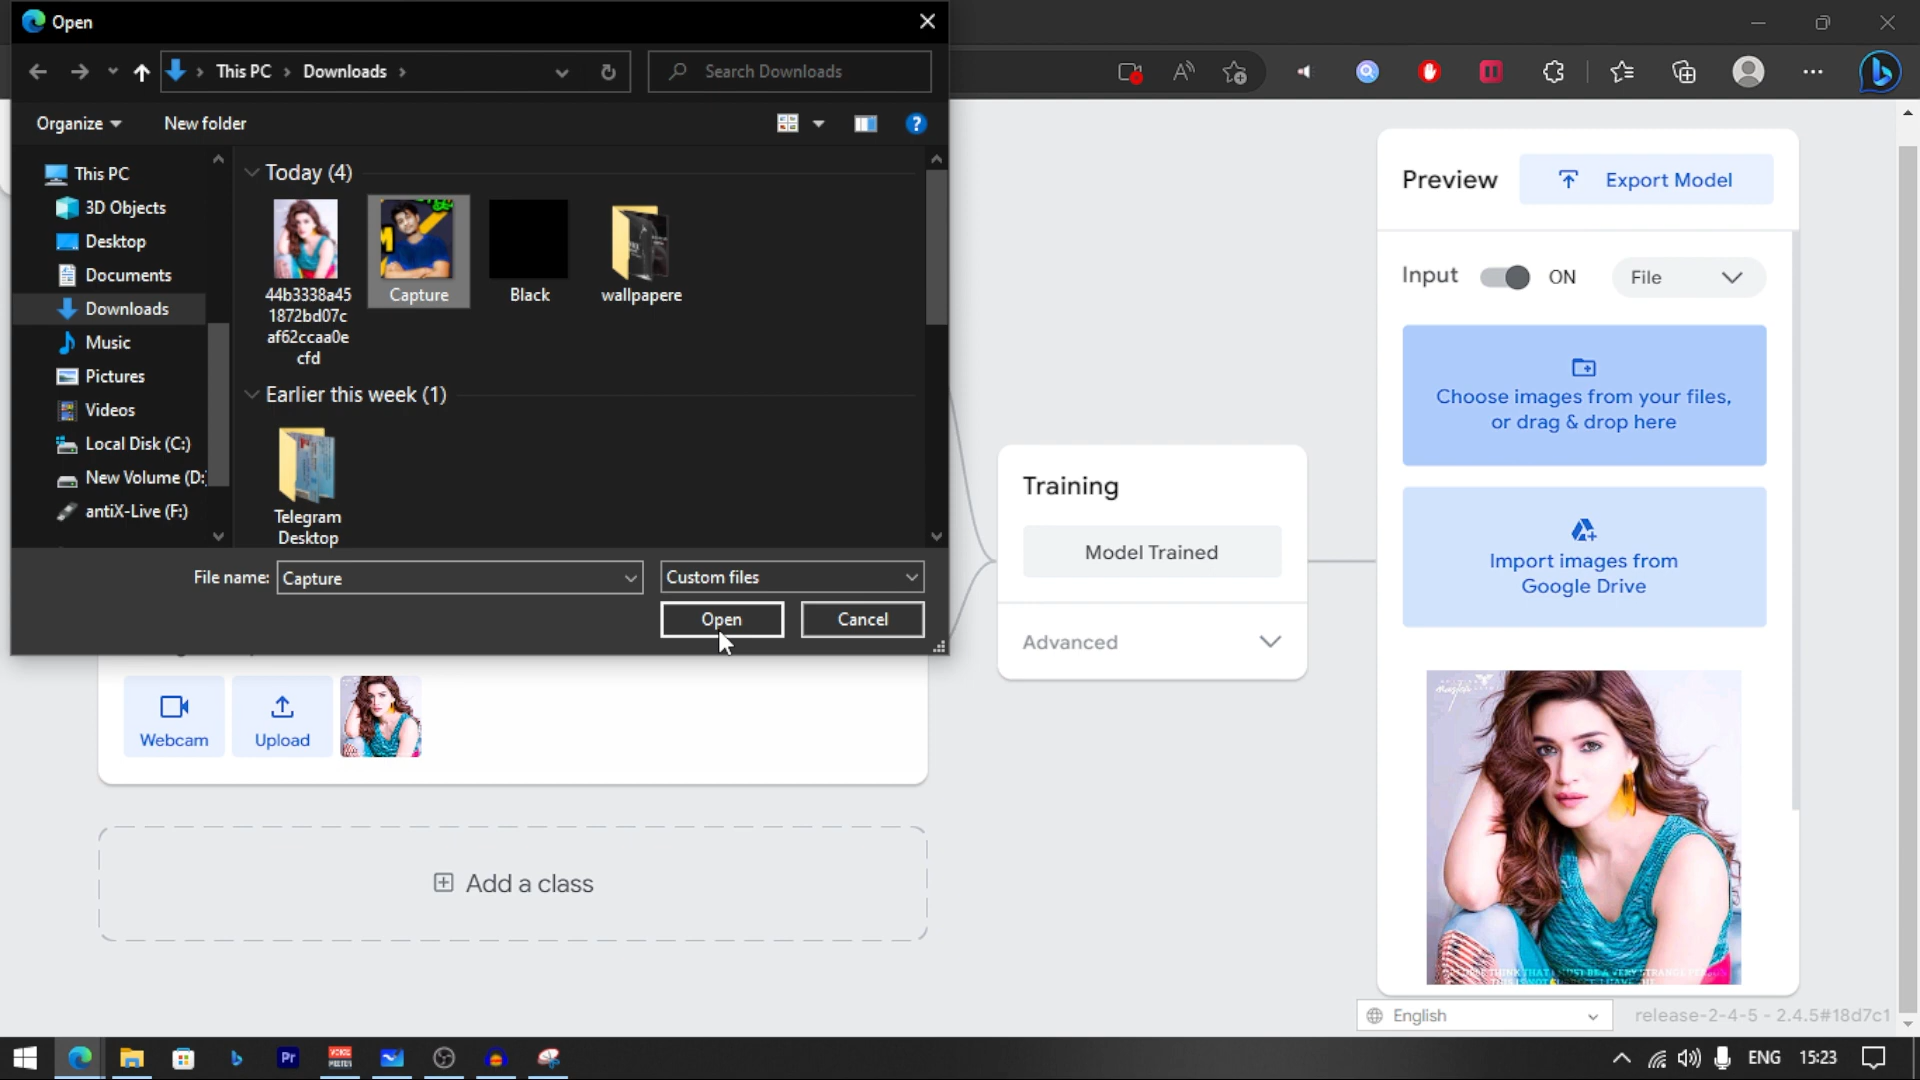 Open
This PC
Downloads
Search Downloads
Organize
New folder
This PC
3D Objects
Desktop
Documents
Downloads
Music
Pictures
Videos
Local Disk (C:)
New Volume (D:
antiX-Live (F:)
Today (4)
44b3338a45
1872bd07c
af62ccaa0e
cfd
Capture
Black
wallpapere
Earlier this week (1)
Telegram
Desktop
File name:
Capture
Custom files
Open
Cancel
Webcam
Upload
Add a class
Training
Model Trained
Advanced
Preview
Export Model
Input
ON
File
Choose images from your files,
or drag & drop here
Import images from
Google Drive
English
release-2-4-5 - 2.4.5#18d7c1
Pr
ENG
15:23